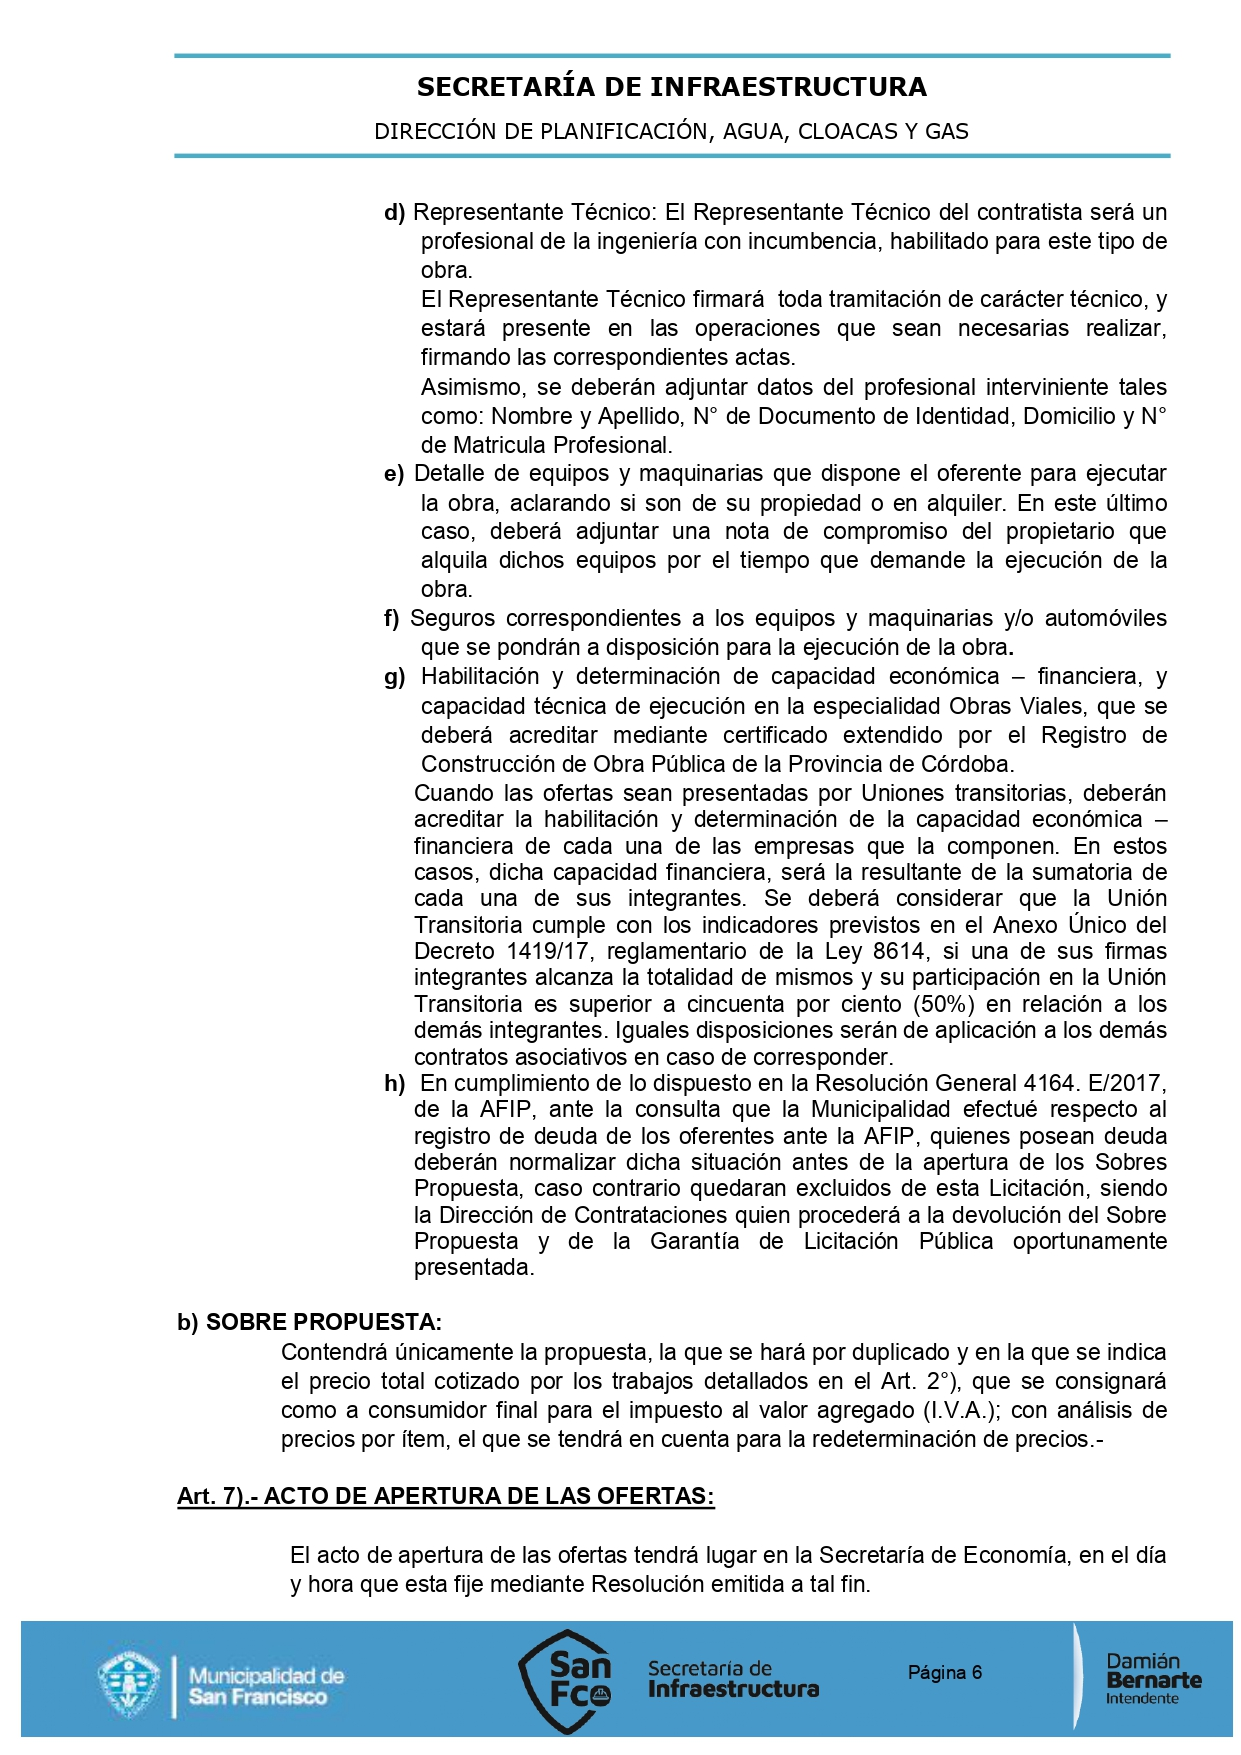 SECRETARÍA DE INFRAESTRUCTURA
DIRECCIÓN DE PLANIFICACIÓN, AGUA, CLOACAS Y GAS
d) Representante Técnico: El Representante Técnico del contratista será un
profesional de la ingeniería con incumbencia, habilitado para este tipo de
obra.
El Representante Técnico firmará toda tramitación de carácter técnico, y
estará presente en las operaciones que sean necesarias realizar,
firmando las correspondientes actas.
Asimismo, se deberán adjuntar datos del profesional interviniente tales
como: Nombre y Apellido, N° de Documento de Identidad, Domicilio y N°
de Matricula Profesional.
e) Detalle de equipos y maquinarias que dispone el oferente para ejecutar
la obra, aclarando si son de su propiedad o en alquiler. En este último
caso, deberá adjuntar una nota de compromiso del propietario que
alquila dichos equipos por el tiempo que demande la ejecución de la
obra.
f) Seguros correspondientes a los equipos y maquinarias y/o automóviles
que se pondrán a disposición para la ejecución de la obra.
g) Habilitación y determinación de capacidad económica – financiera, y
capacidad técnica de ejecución en la especialidad Obras Viales, que se
deberá acreditar mediante certificado extendido por el Registro de
Construcción de Obra Pública de la Provincia de Córdoba.
Cuando las ofertas sean presentadas por Uniones transitorias, deberán
acreditar la habilitación y determinación de la capacidad económica –
financiera de cada una de las empresas que la componen. En estos
casos, dicha capacidad financiera, será la resultante de la sumatoria de
cada una de sus integrantes. Se deberá considerar que la Unión
Transitoria cumple con los indicadores previstos en el Anexo Único del
Decreto 1419/17, reglamentario de la Ley 8614, si una de sus firmas
integrantes alcanza la totalidad de mismos y su participación en la Unión
Transitoria es superior a cincuenta por ciento (50%) en relación a los
demás integrantes. Iguales disposiciones serán de aplicación a los demás
contratos asociativos en caso de corresponder.
h) En cumplimiento de lo dispuesto en la Resolución General 4164. E/2017,
de la AFIP, ante la consulta que la Municipalidad efectué respecto al
registro de deuda de los oferentes ante la AFIP, quienes posean deuda
deberán normalizar dicha situación antes de la apertura de los Sobres
Propuesta, caso contrario quedaran excluidos de esta Licitación, siendo
la Dirección de Contrataciones quien procederá a la devolución del Sobre
Propuesta y de la Garantía de Licitación Pública oportunamente
presentada.
b) SOBRE PROPUESTA:
Contendrá únicamente la propuesta, la que se hará por duplicado y en la que se indica
el precio total cotizado por los trabajos detallados en el Art. 2°), que se consignará
como a consumidor final para el impuesto al valor agregado (I.V.A.); con análisis de
precios por ítem, el que se tendrá en cuenta para la redeterminación de precios.-
Art. 7).- ACTO DE APERTURA DE LAS OFERTAS:
El acto de apertura de las ofertas tendrá lugar en la Secretaría de Economía, en el día
y hora que esta fije mediante Resolución emitida a tal fin.
Municipalidad de
San Francisco
San
Fco
Secretaría de
Infraestructura
Página 6
Damián
Bernarte
Intendente